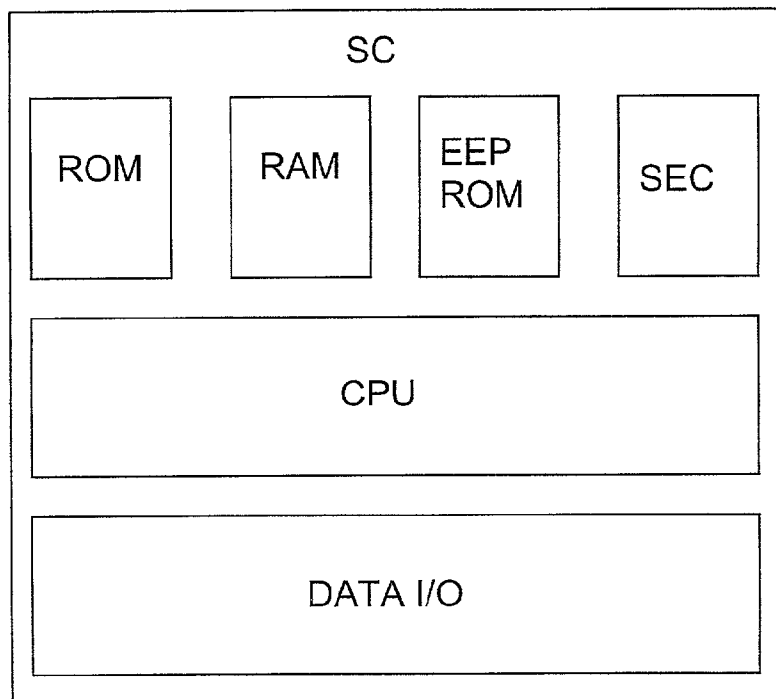 SC
ROM
RAM
EEP
ROM
SEC
CPU
DATA I/O